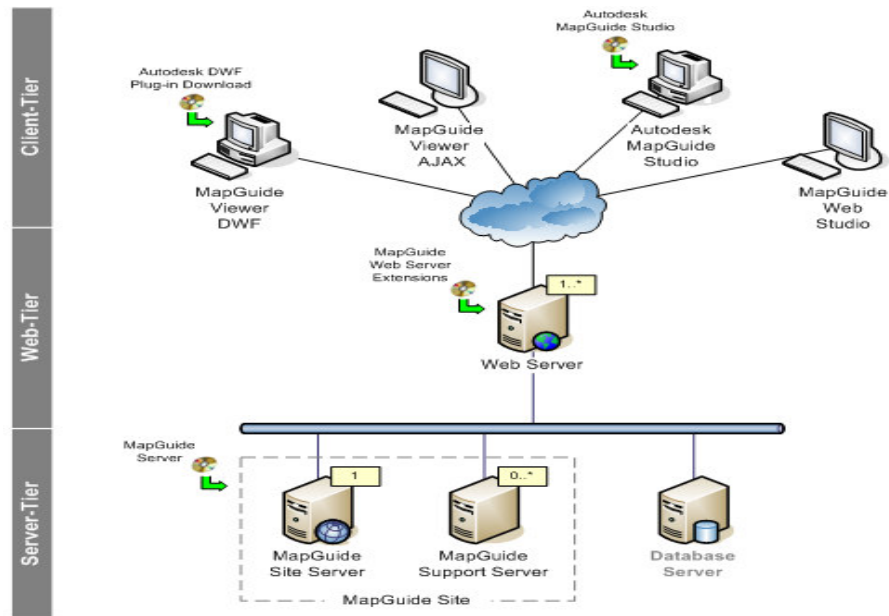 Client-Tier
Autodesk DWF
Plug-in Download
MapGuide
Viewer
DWF
MapGuide
Viewer
AJAX
Autodesk
MapGuide Studio
Autodesk
MapGuide
Studio
MapGuide
Web
Studio
Web-Tier
MapGuide
Web Server
Extensions
1..*
Web Server
Server-Tier
MapGuide
Server
1
MapGuide
Site Server
0..*
MapGuide
Support Server
Database
Server
MapGuide Site